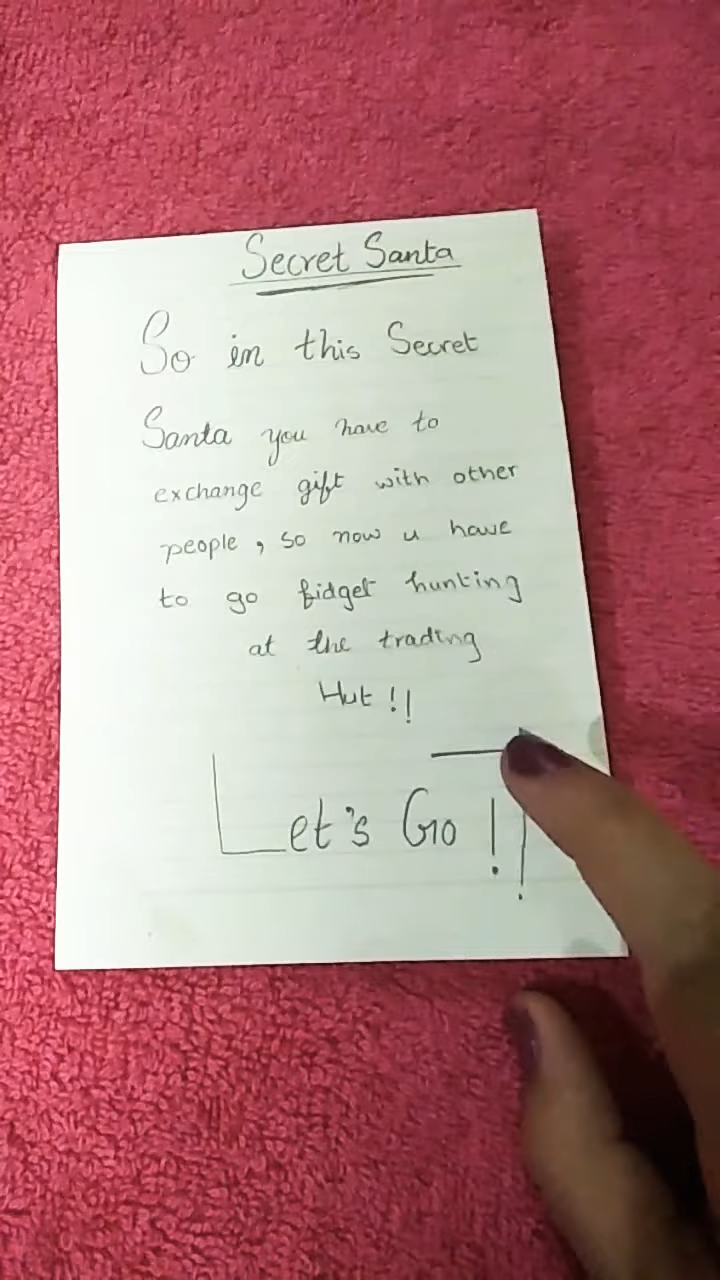 Secret Santa
So in this Secret
Santa you have to
exchange gift with other
people, so now u have
to go fidget hunting
at the trading
Hut !!
Let's Go !!